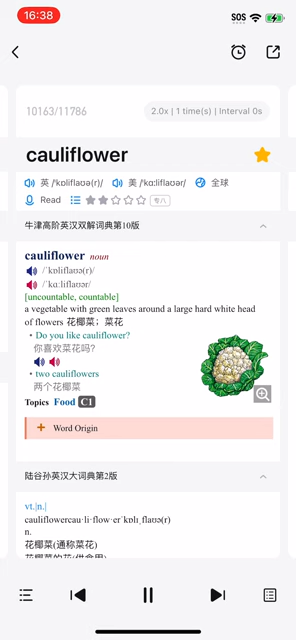 16:38
SOS
10163/11786
2.0x | 1 time(s) | Interval 0s
cauliflower
英 /ˈkɒliflaʊə(r)/ 美 /ˈkɑːliflaʊər/ 全球
Read 专八
牛津高阶英汉双解词典第10版
cauliflower noun
/ˈkɒliflaʊə(r)/
/ˈkɑːliflaʊər/
[uncountable, countable]
a vegetable with green leaves around a large hard white head
of flowers 花椰菜；菜花
• Do you like cauliflower?
你喜欢菜花吗?
• two cauliflowers
两个花椰菜
Topics Food C1
+ Word Origin
陆谷孙英汉大词典第2版
vt.|n.|
cauliflowercau·li·flow·er ˈkɒlɪˌflaʊə(r)
n.
花椰菜(通称菜花)